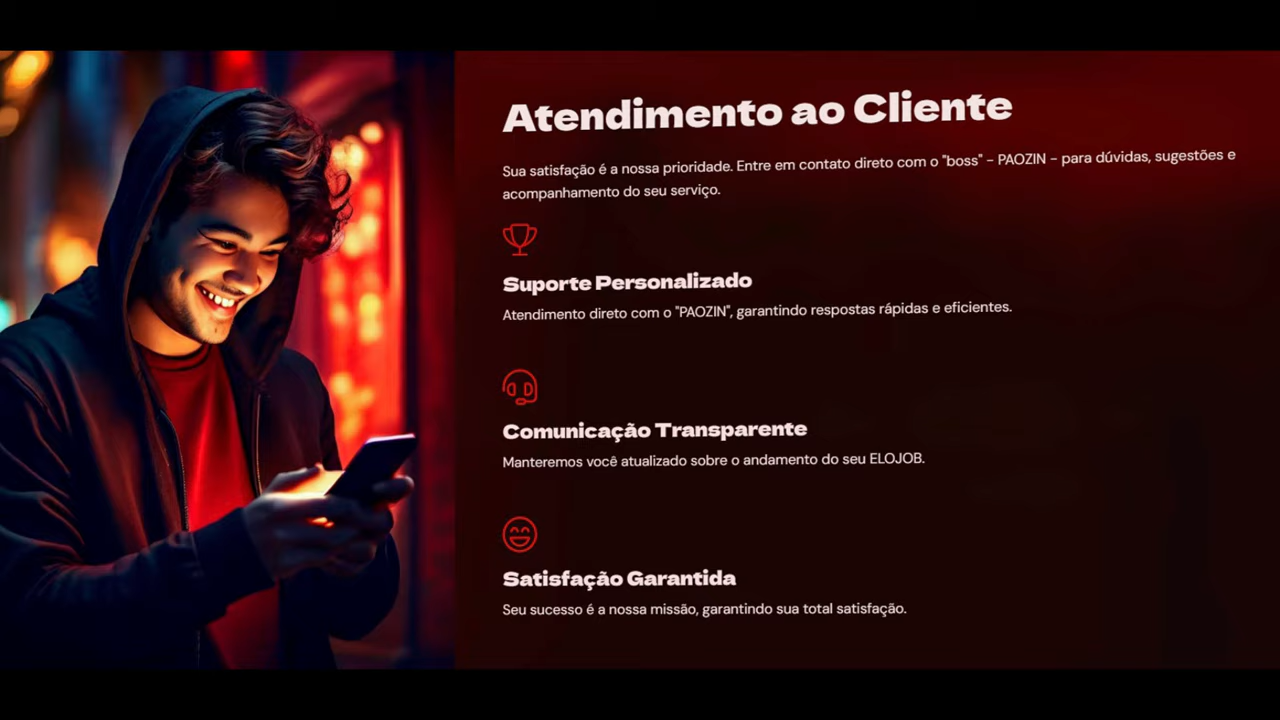 Atendimento ao Cliente
Sua satisfação é a nossa prioridade. Entre em contato direto com o "boss" - PAOZIN - para dúvidas, sugestões e
acompanhamento do seu serviço.
Suporte Personalizado
Atendimento direto com o "PAOZIN", garantindo respostas rápidas e eficientes.
Comunicação Transparente
Manteremos você atualizado sobre o andamento do seu ELOJOB.
Satisfação Garantida
Seu sucesso é a nossa missão, garantindo sua total satisfação.